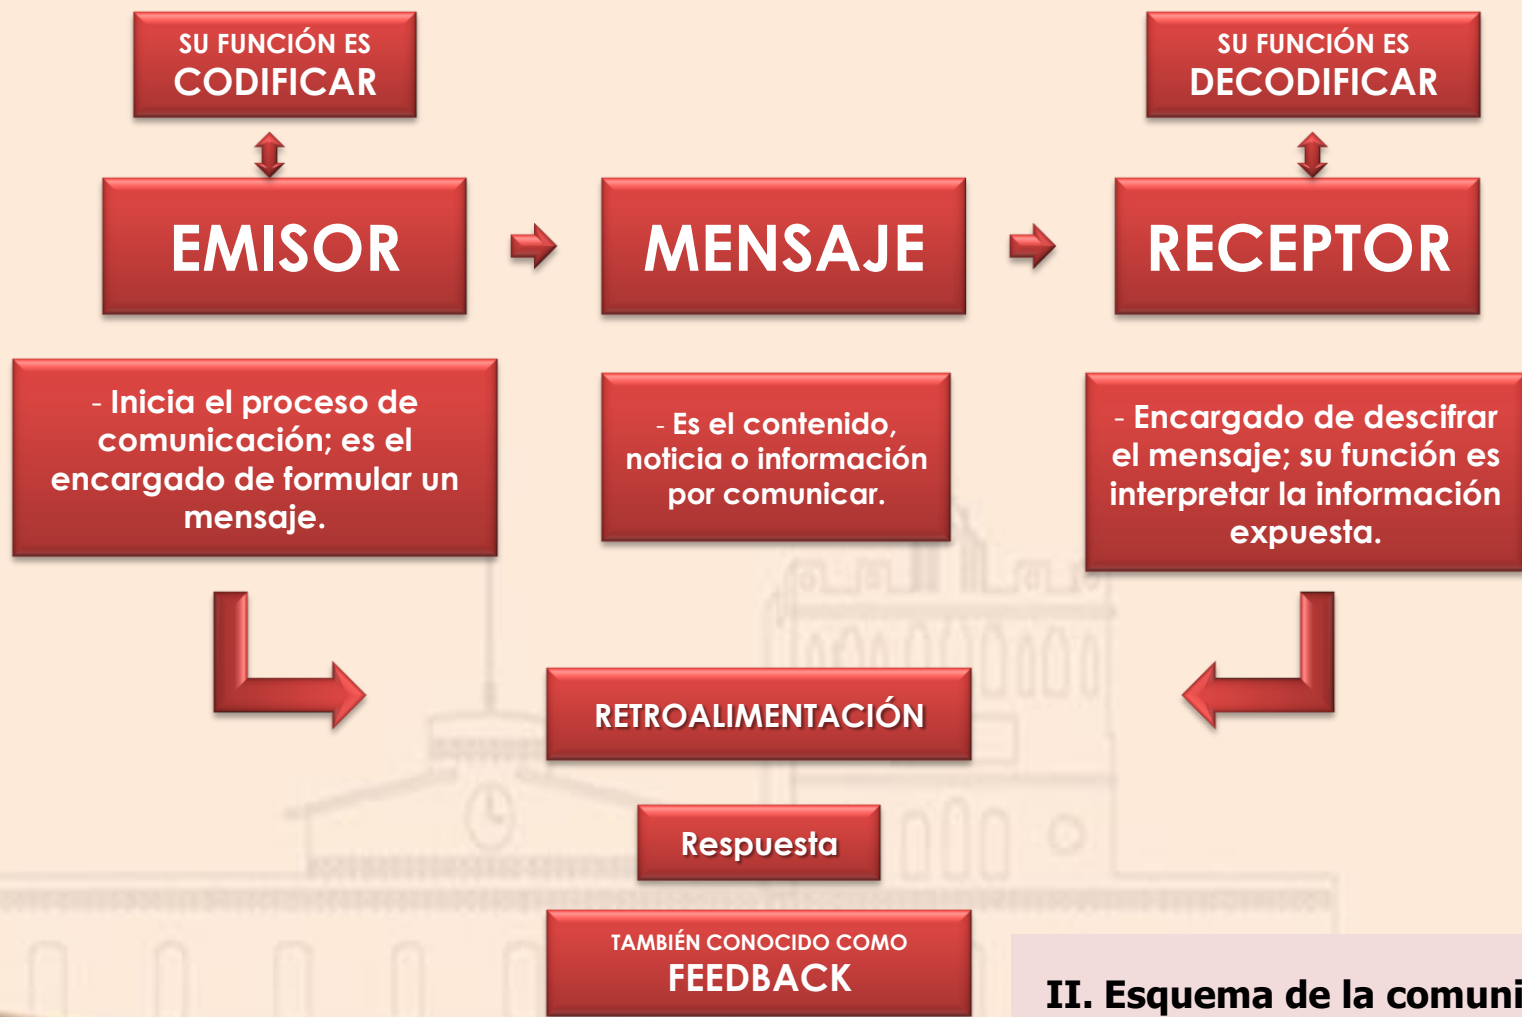 SU FUNCIÓN ES
CODIFICAR
SU FUNCIÓN ES
DECODIFICAR
EMISOR
MENSAJE
RECEPTOR
- Inicia el proceso de
comunicación; es el
encargado de formular un
mensaje.
- Es el contenido,
noticia o información
por comunicar.
- Encargado de descifrar
el mensaje; su función es
interpretar la información
expuesta.
RETROALIMENTACIÓN
Respuesta
TAMBIÉN CONOCIDO COMO
FEEDBACK
II. Esquema de la comuni